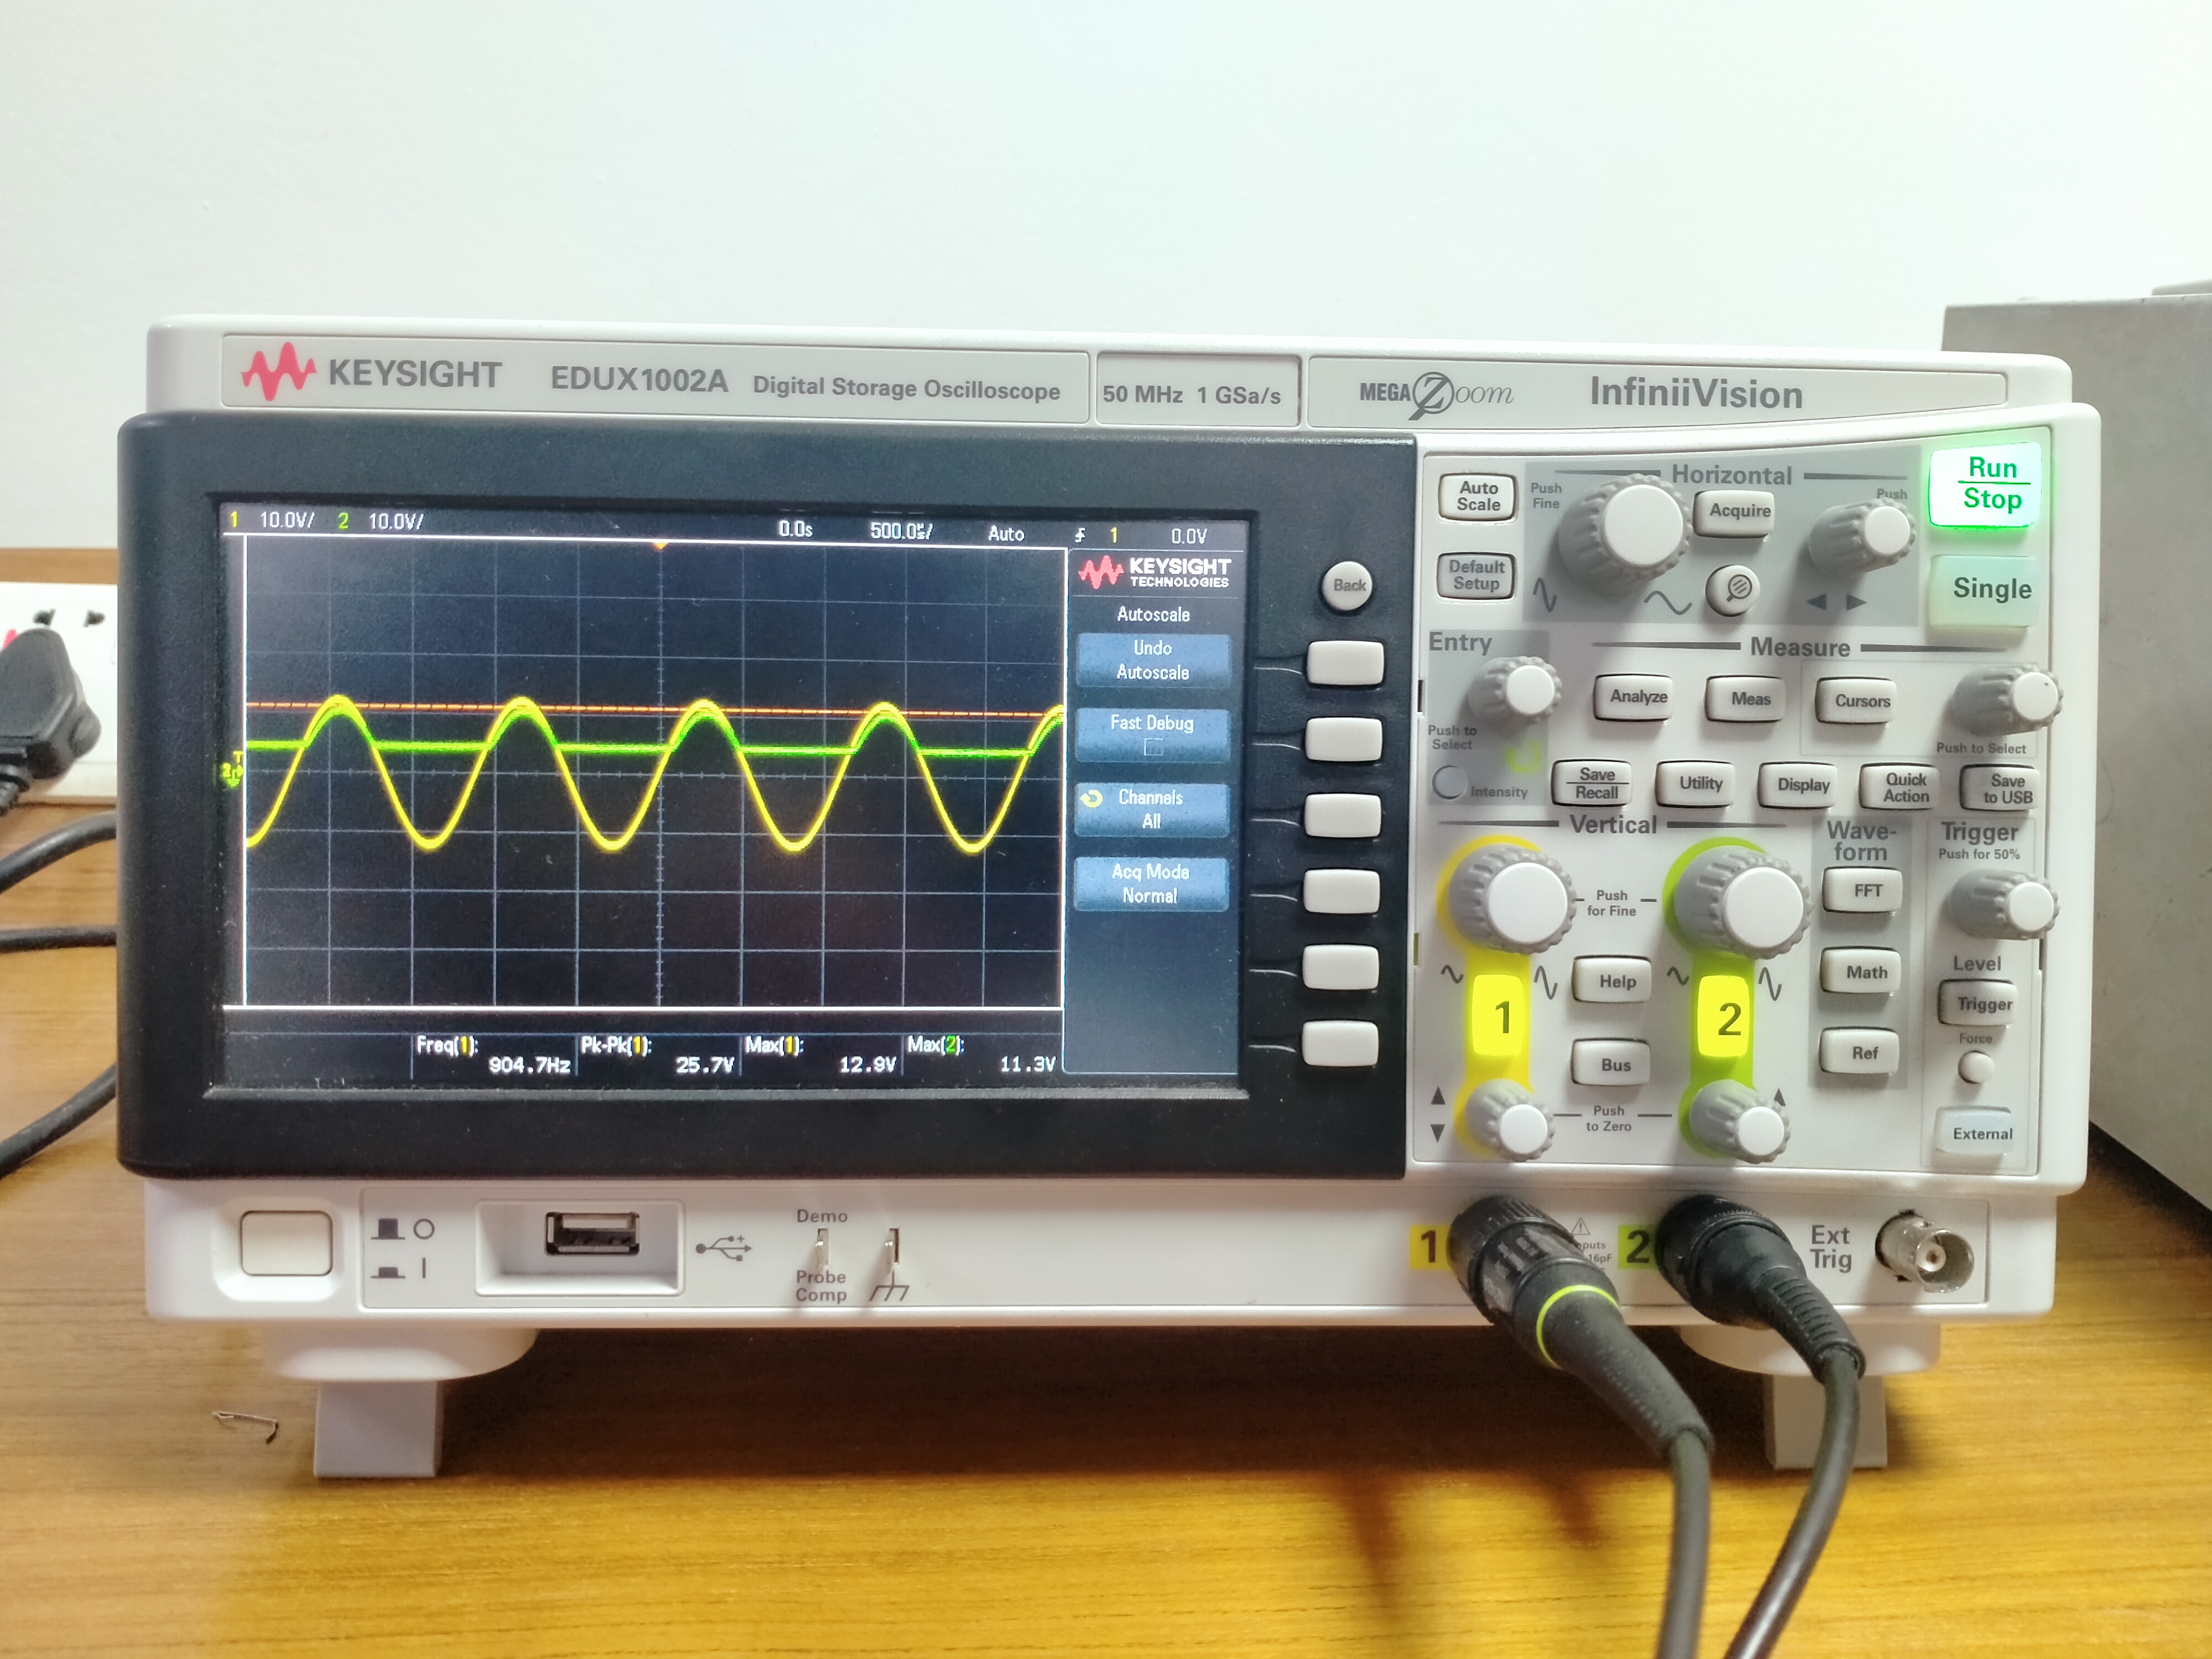 KEYSIGHT EDUX1002A Digital Storage Oscilloscope 50 MHz 1 GSa/s MEGA Zoom InfiniiVision
1 10.0V/ 2 10.0V/ 0.0s 500.0us/ Auto 1 0.0V
KEYSIGHT
TECHNOLOGIES
Autoscale
Undo
Autoscale
Fast Debug
Channels
All
Acq Mode
Normal
Freq(1):
904.7Hz
Pk-Pk(1):
25.7V
Max(1):
12.9V
Max(2):
11.3V
Back
Auto
Scale
Push
Fine
Horizontal
Acquire
Push
Run
Stop
Default
Setup
Single
Entry
Measure
Analyze
Meas
Cursors
Push to
Select
Push to Select
Intensity
Save
Recall
Utility
Display
Quick
Action
Save
to USB
Vertical
Wave-
form
Trigger
Push for 50%
Push
for Fine
FFT
Help
Math
Level
Trigger
1
2
Force
Bus
Ref
Push
to Zero
External
Demo
Probe
Comp
1
2
Ext
Trig